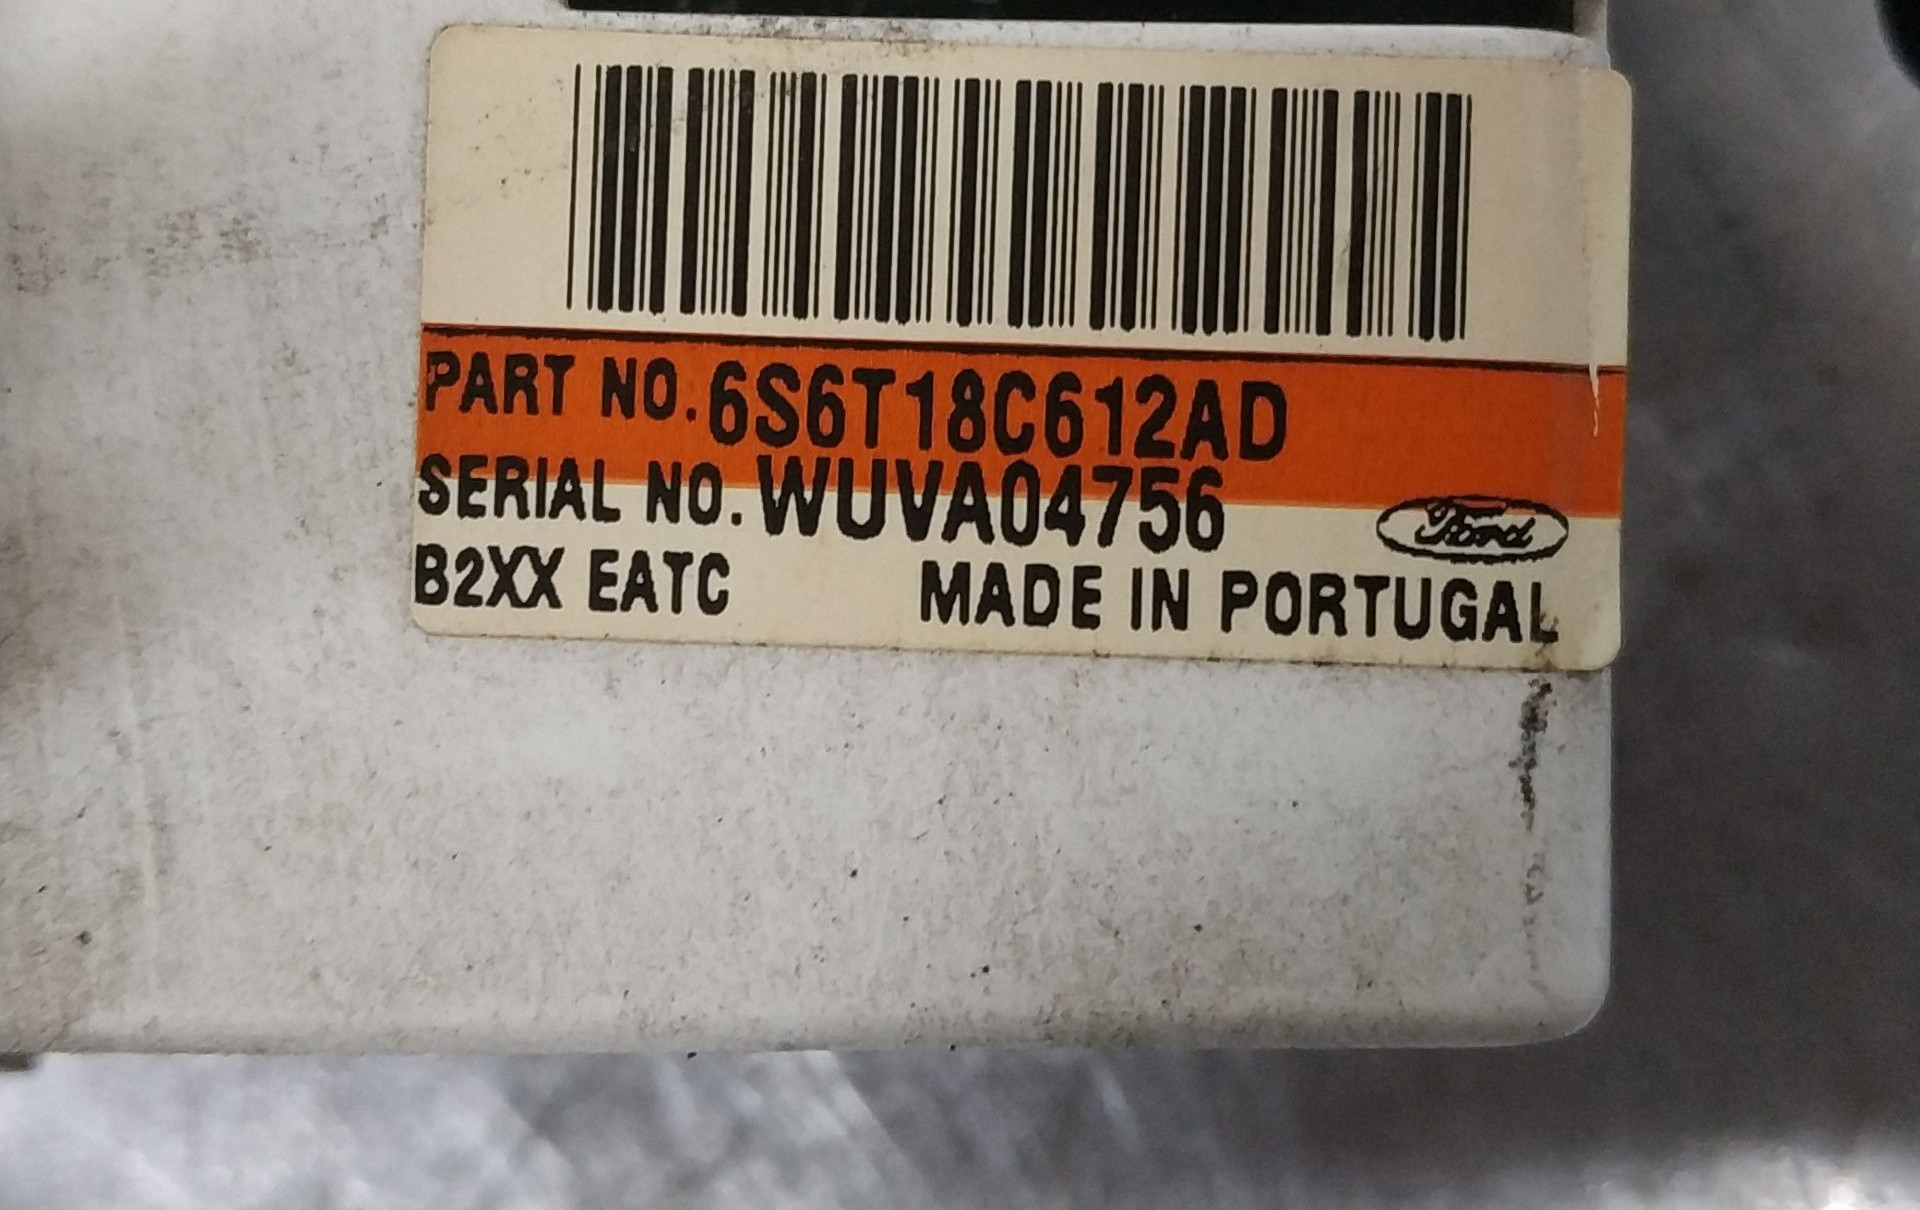 PART NO. 6S6T18C612AD
SERIAL NO. WUVA04756
Ford
B2XX EATC MADE IN PORTUGAL